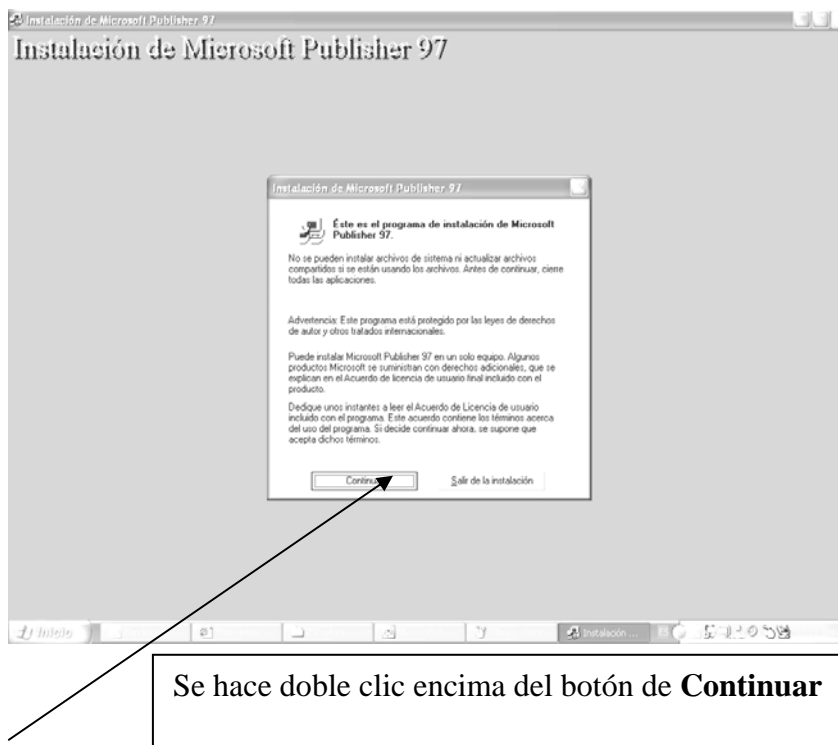 Instalación de Microsoft Publisher 97
Instalación de Microsoft Publisher 97
Instalación de Microsoft Publisher 97
Éste es el programa de instalación de Microsoft
Publisher 97.
No se pueden instalar archivos de sistema ni actualizar archivos
compartidos si se están usando los archivos. Antes de continuar, cierre
todas las aplicaciones.
Advertencia: Este programa está protegido por las leyes de derechos
de autor y otros tratados internacionales.
Puede instalar Microsoft Publisher 97 en un solo equipo. Algunos
productos Microsoft se suministran con derechos adicionales, que se
explican en el Acuerdo de licencia de usuario final incluido con el
producto.
Dedique unos instantes a leer el Acuerdo de Licencia de usuario
incluido con el programa. Este acuerdo contiene los términos acerca
del uso del programa. Si decide continuar ahora, se supone que
acepta dichos términos.
Continuar Salir de la instalación
Inicio Instalación ...
Se hace doble clic encima del botón de Continuar